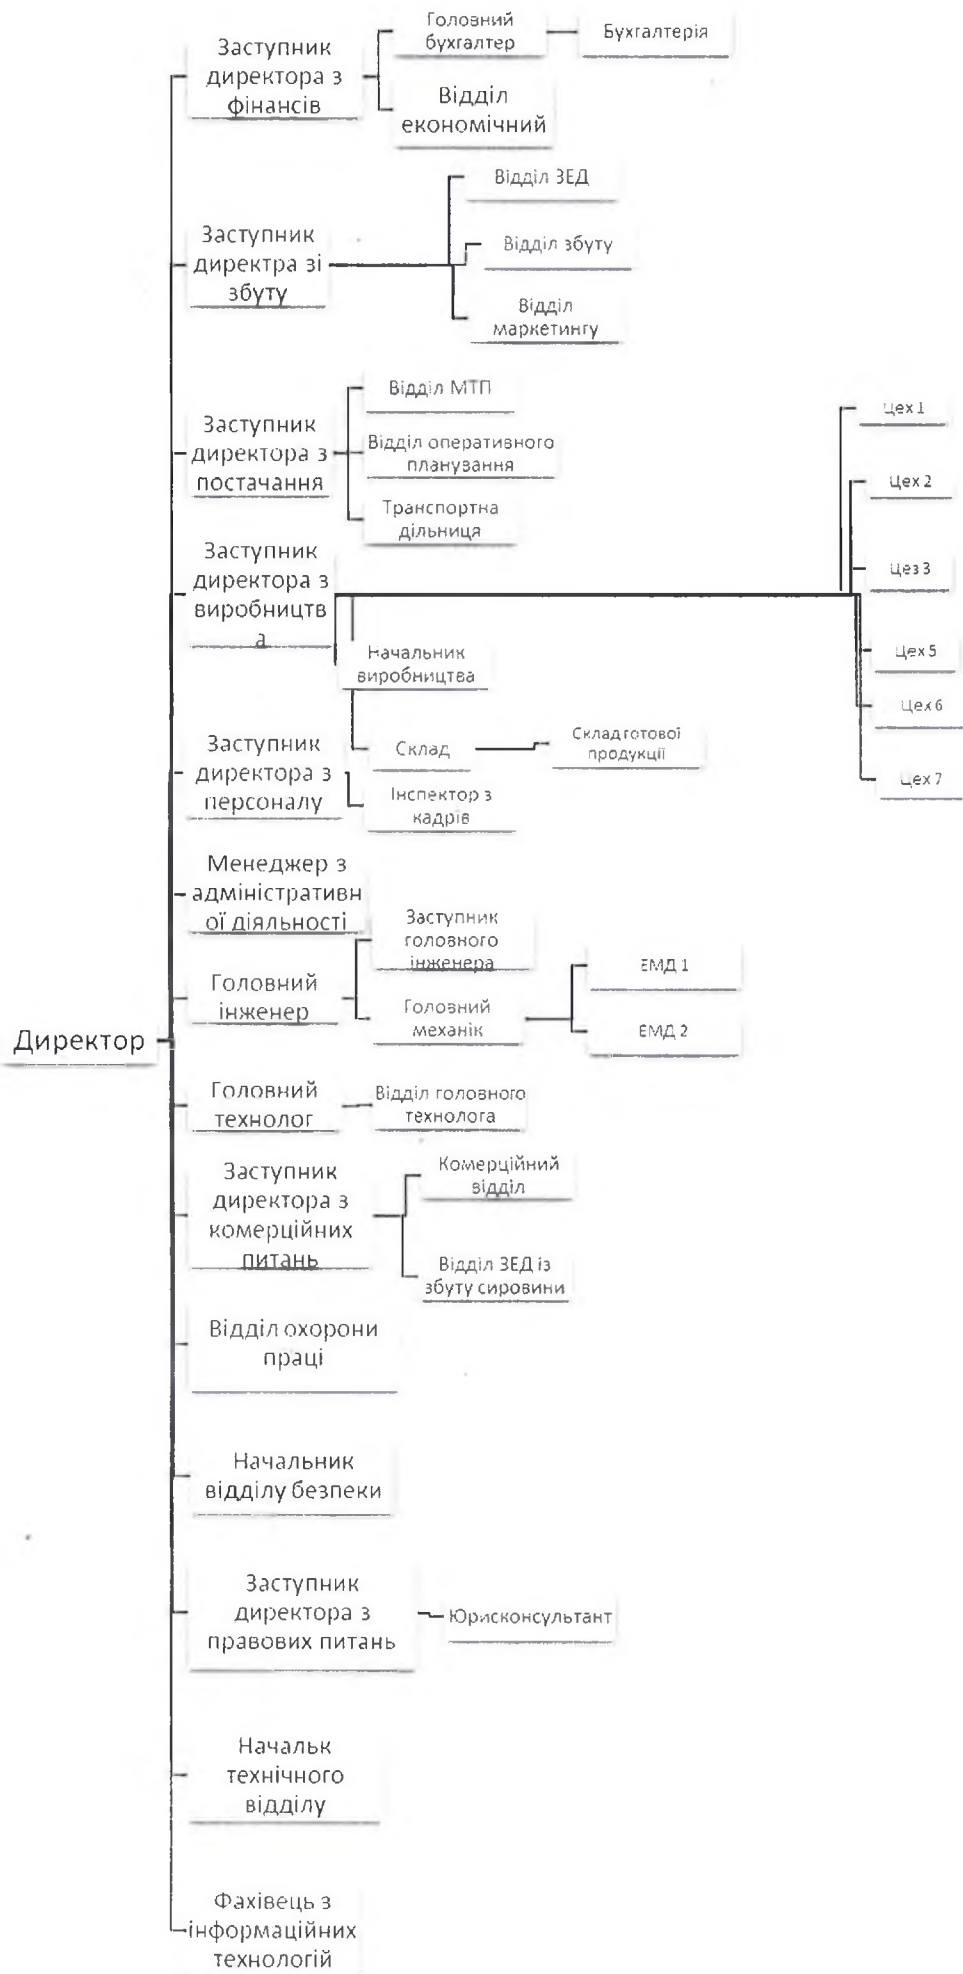 Головний
бухгалтер
Бухгалтерія
Заступник
директора з
фінансів
Відділ
економічний
Відділ ЗЕД
Заступник
директра зі
збуту
Відділ збуту
Відділ
маркетингу
Відділ МТП
Заступник
директора з
постачання
Відділ оперативного
планування
Транспортна
дільниця
Цех 1
Цех 2
Цез 3
Цех 5
Цех 6
Цех 7
Заступник
директора з
виробництв
а
Начальник
виробництва
Склад
Склад готової
продукції
Заступник
директора з
персоналу
Інспектор з
кадрів
Менеджер з
адміністративн
ої діяльності
Заступник
головного
інженера
Головний
інженер
Головний
механік
ЕМД 1
ЕМД 2
Директор
Головний
технолог
Відділ головного
технолога
Заступник
директора з
комерційних
питань
Комерційний
відділ
Відділ ЗЕД із
збуту сировини
Відділ охорони
праці
Начальник
відділу безпеки
Заступник
директора з
правових питань
Юрисконсультант
Начальк
технічного
відділу
Фахівець з
інформаційних
технологій